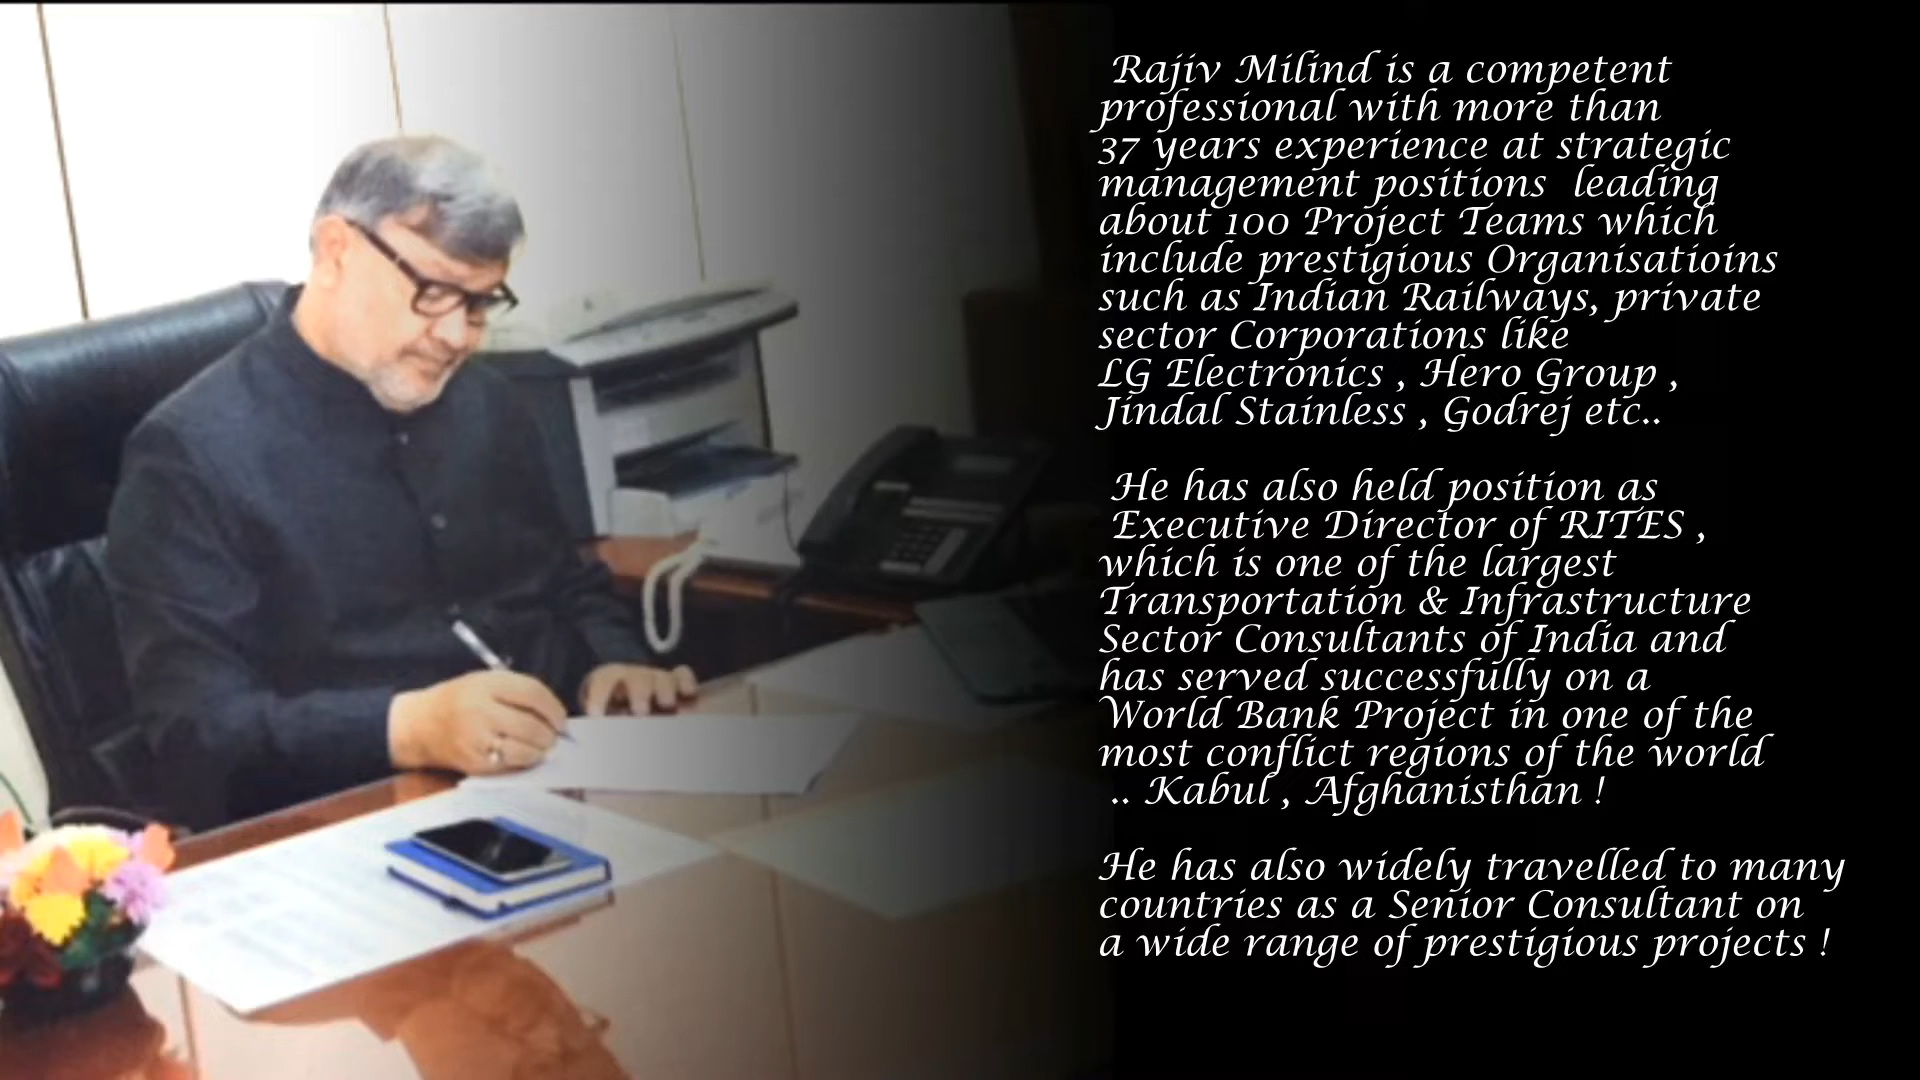 Rajiv Milind is a competent
professional with more than
37 years experience at strategic
management positions  leading
about 100 Project Teams which
include prestigious Organisatioins
such as Indian Railways, private
sector Corporations like
LG Electronics , Hero Group ,
Jindal Stainless , Godrej etc..
He has also held position as
Executive Director of RITES ,
which is one of the largest
Transportation & Infrastructure
Sector Consultants of India and
has served successfully on a
World Bank Project in one of the
most conflict regions of the world
.. Kabul , Afghanisthan !
He has also widely travelled to many
countries as a Senior Consultant on
a wide range of prestigious projects !